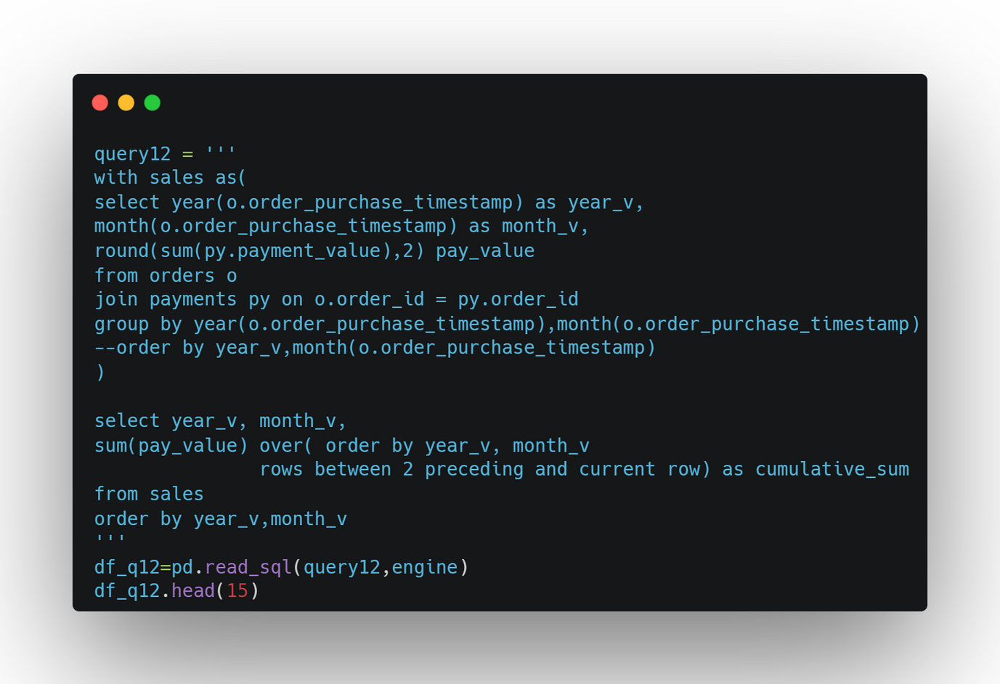 query12 = '''
with sales as(
select year(o.order_purchase_timestamp) as year_v,
month(o.order_purchase_timestamp) as month_v,
round(sum(py.payment_value),2) pay_value
from orders o
join payments py on o.order_id = py.order_id
group by year(o.order_purchase_timestamp),month(o.order_purchase_timestamp)
--order by year_v,month(o.order_purchase_timestamp)
)

select year_v, month_v,
sum(pay_value) over( order by year_v, month_v
               rows between 2 preceding and current row) as cumulative_sum
from sales
order by year_v,month_v
'''
df_q12=pd.read_sql(query12,engine)
df_q12.head(15)